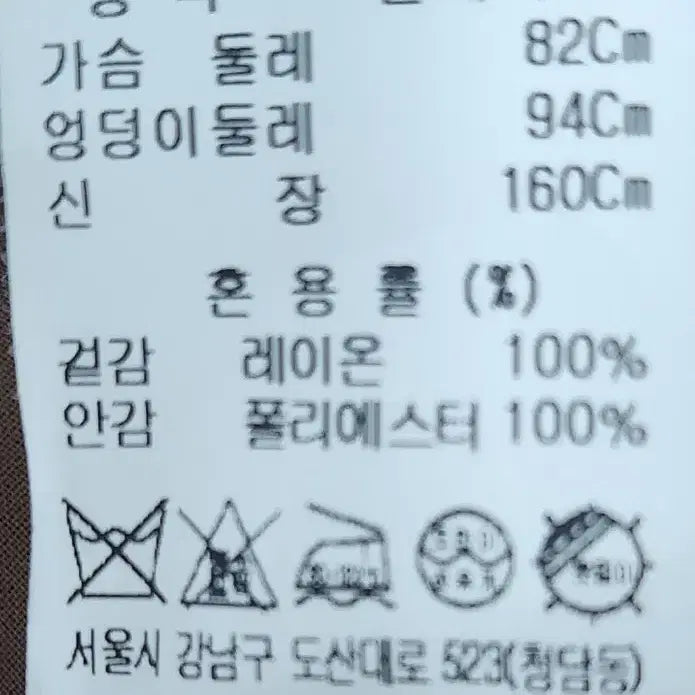 가슴 둘레 82Cm
엉덩이둘레 94Cm
신 장 160Cm
혼 용 률 (%)
겉감 레이온 100%
안감 폴리에스터 100%
서울시 강남구 도산대로 523(청담동)